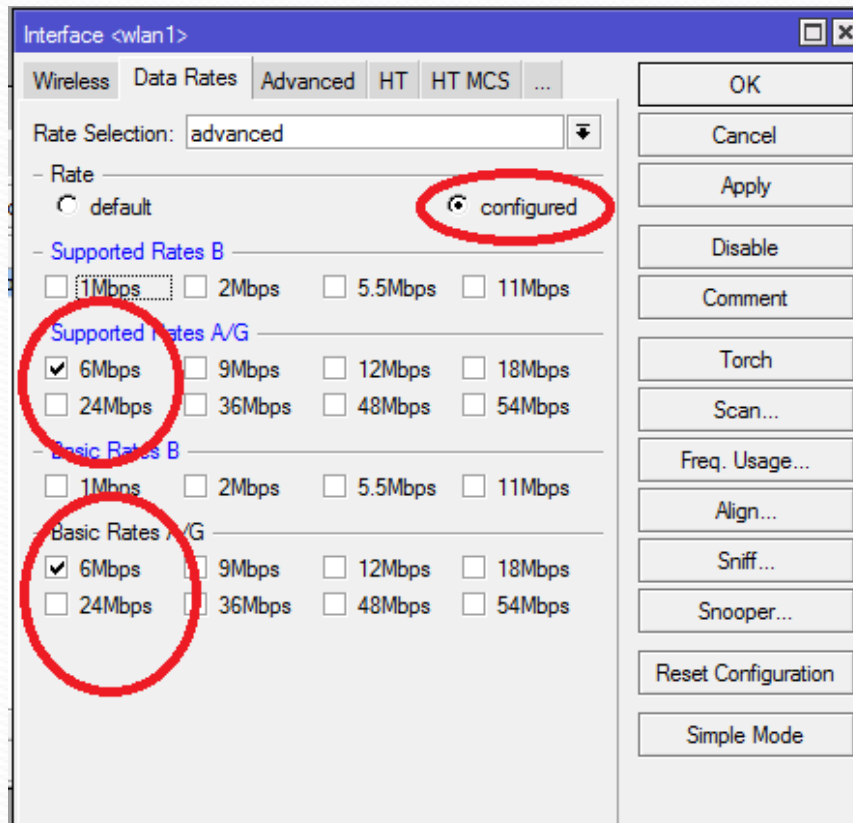 Interface <wlan1>
Wireless Data Rates Advanced HT HT MCS ...
Rate Selection: advanced
Rate
default configured
Supported Rates B
1Mbps 2Mbps 5.5Mbps 11Mbps
Supported Rates A/G
6Mbps 9Mbps 12Mbps 18Mbps
24Mbps 36Mbps 48Mbps 54Mbps
Basic Rates B
1Mbps 2Mbps 5.5Mbps 11Mbps
Basic Rates A/G
6Mbps 9Mbps 12Mbps 18Mbps
24Mbps 36Mbps 48Mbps 54Mbps
OK
Cancel
Apply
Disable
Comment
Torch
Scan...
Freq. Usage...
Align...
Sniff...
Snooper...
Reset Configuration
Simple Mode